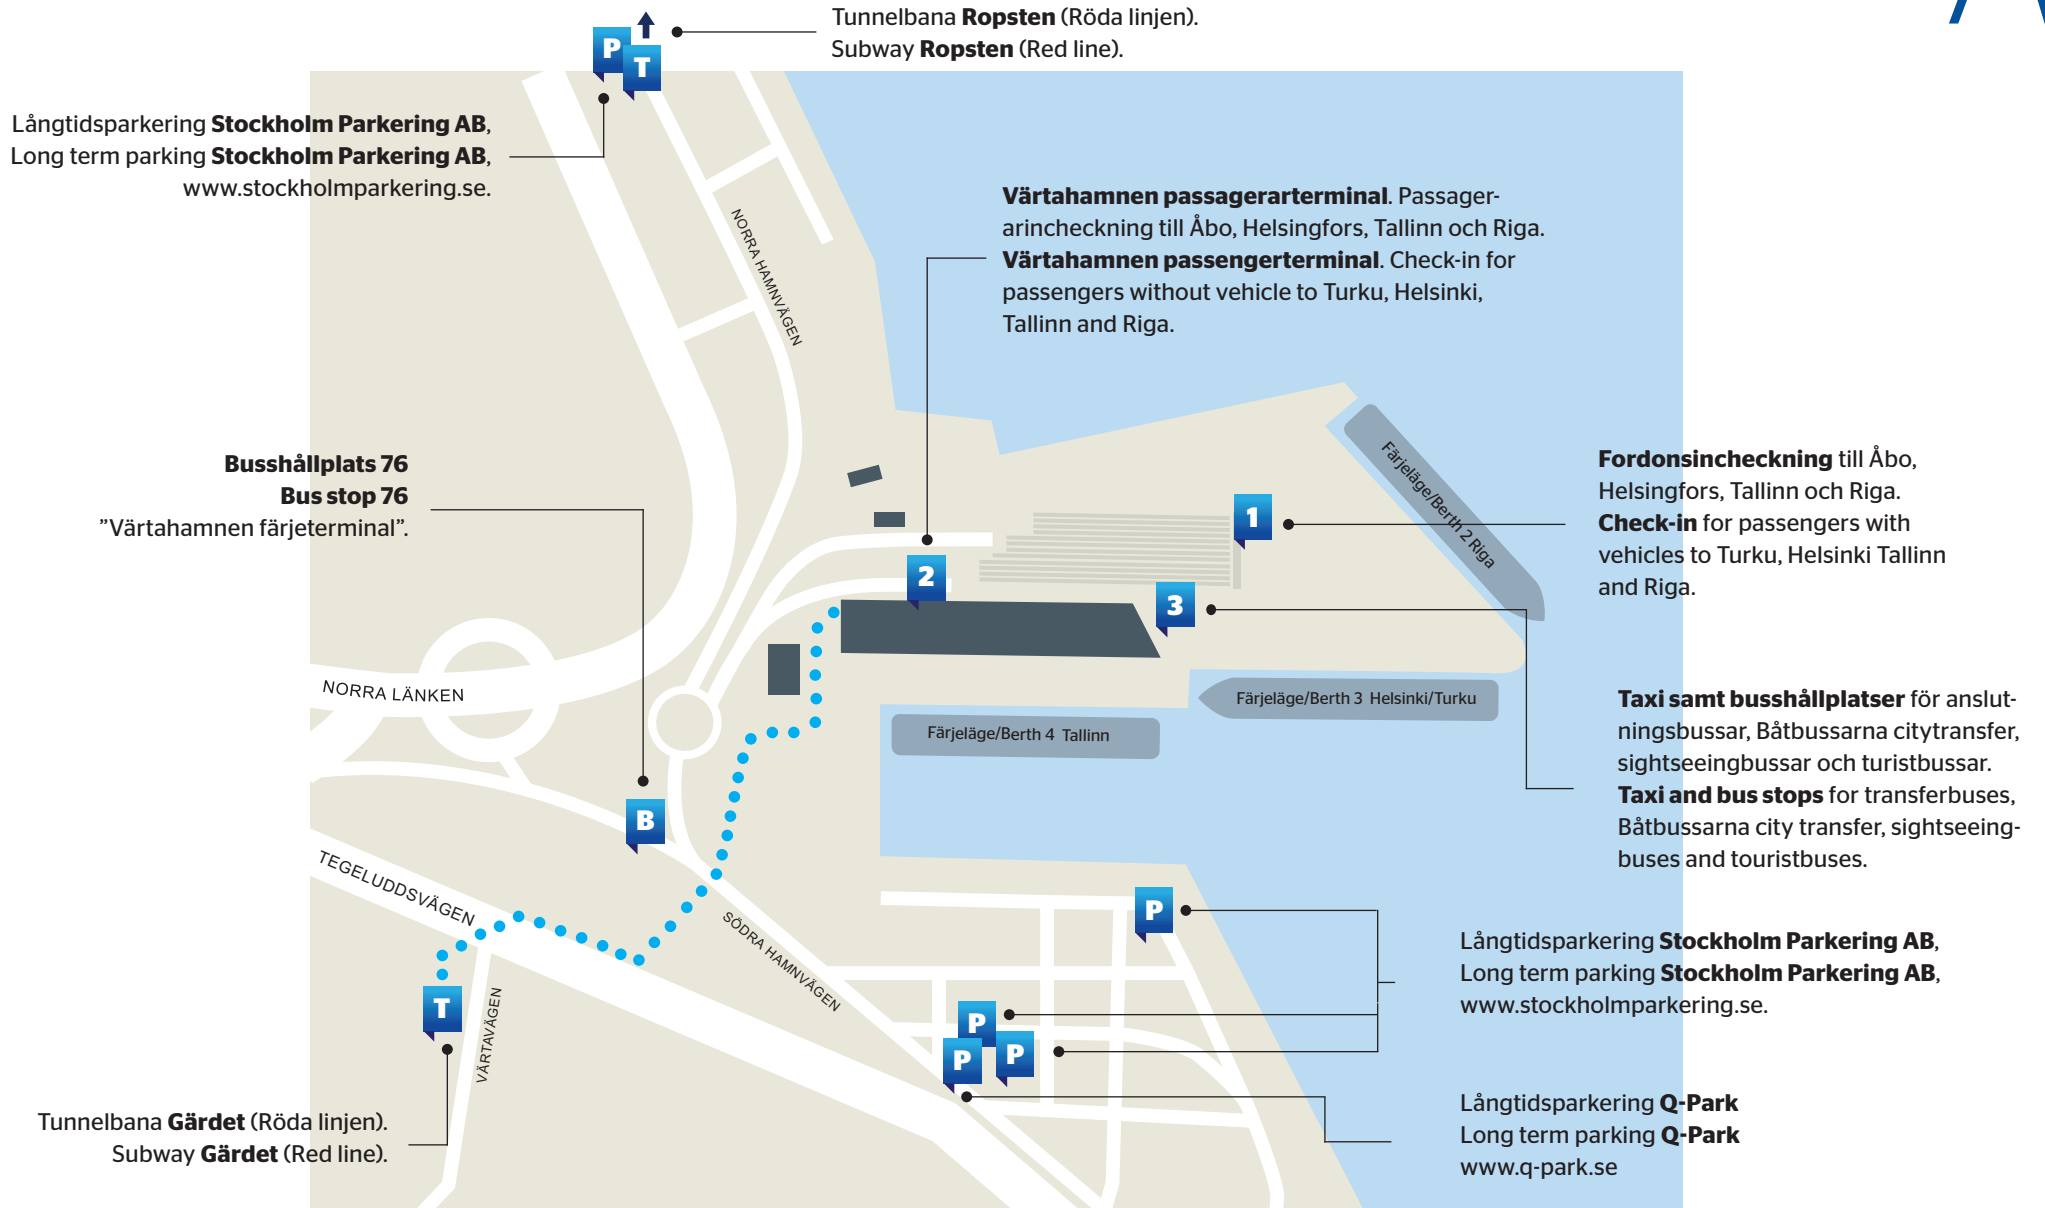 Tunnelbana Ropsten (Röda linjen).
Subway Ropsten (Red line).
P
T
Långtidsparkering Stockholm Parkering AB,
Long term parking Stockholm Parkering AB,
www.stockholmparkering.se.
Värtahamnen passagerarterminal. Passager-
arincheckning till Åbo, Helsingfors, Tallinn och Riga.
Värtahamnen passengerterminal. Check-in for
passengers without vehicle to Turku, Helsinki,
Tallinn and Riga.
NORRA HAMNVÄGEN
Busshållplats 76
Bus stop 76
”Värtahamnen färjeterminal”.
Färjeläge/Berth 2 Riga
Fordonsincheckning till Åbo,
Helsingfors, Tallinn och Riga.
Check-in for passengers with
vehicles to Turku, Helsinki Tallinn
and Riga.
1
2
3
NORRA LÄNKEN
Färjeläge/Berth 3 Helsinki/Turku
Färjeläge/Berth 4 Tallinn
Taxi samt busshållplatser för anslut-
ningsbussar, Båtbussarna citytransfer,
sightseeingbussar och turistbussar.
Taxi and bus stops for transferbuses,
Båtbussarna city transfer, sightseeing-
buses and touristbuses.
B
TEGELUDDSVÄGEN
SÖDRA HAMNVÄGEN
P
Långtidsparkering Stockholm Parkering AB,
Long term parking Stockholm Parkering AB,
www.stockholmparkering.se.
T
VÄRTAVÄGEN
P
P
P
Tunnelbana Gärdet (Röda linjen).
Subway Gärdet (Red line).
Långtidsparkering Q-Park
Long term parking Q-Park
www.q-park.se